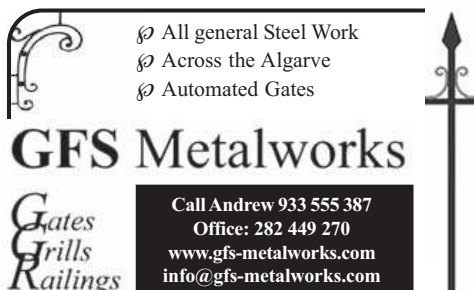 ℘ All general Steel Work
℘ Across the Algarve
℘ Automated Gates
GFS Metalworks
Gates
Grills
Railings
Call Andrew 933 555 387
Office: 282 449 270
www.gfs-metalworks.com
info@gfs-metalworks.com